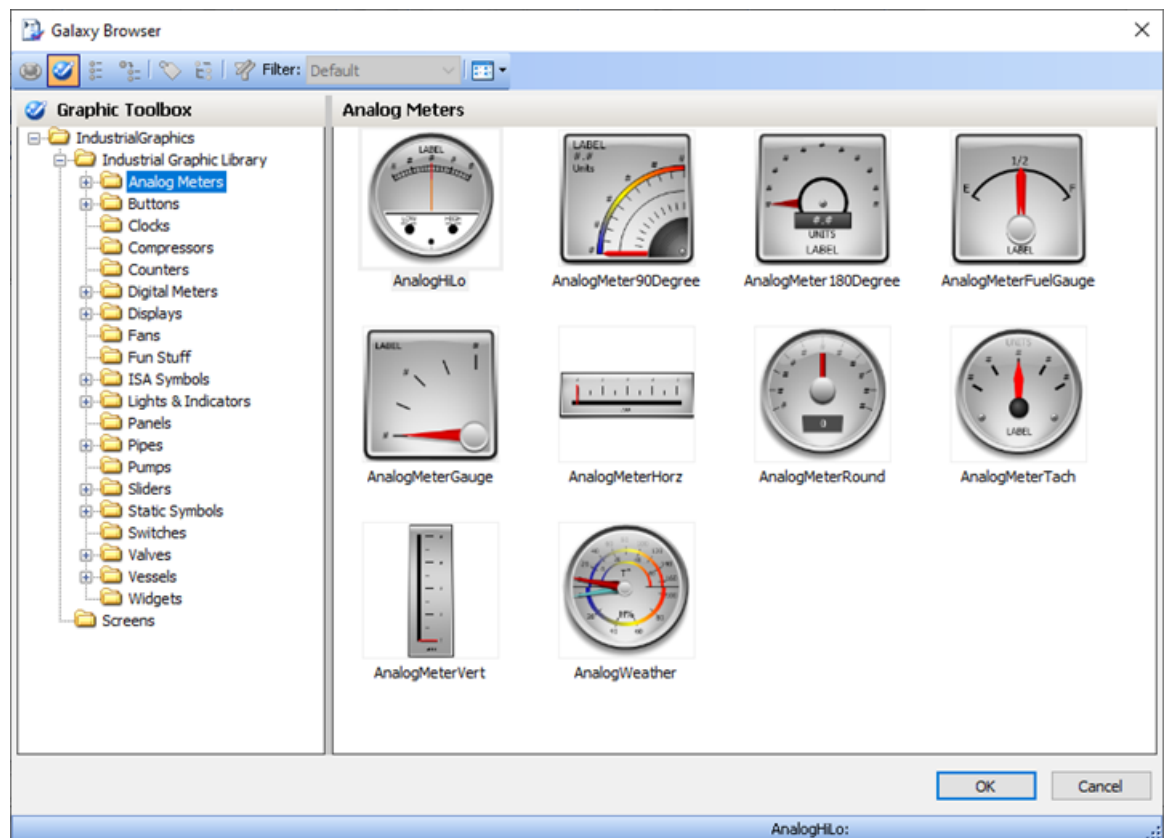 Galaxy Browser
Filter: Default
Graphic Toolbox
IndustrialGraphics
Industrial Graphic Library
Analog Meters
Buttons
Clocks
Compressors
Counters
Digital Meters
Displays
Fans
Fun Stuff
ISA Symbols
Lights & Indicators
Panels
Pipes
Pumps
Sliders
Static Symbols
Switches
Valves
Vessels
Widgets
Screens
Analog Meters
LABEL
LOW HIGH
AnalogHiLo
LABEL
#.#
Units
AnalogMeter90Degree
#.#
UNITS
LABEL
AnalogMeter180Degree
1/2
E F
LABEL
AnalogMeterFuelGauge
LABEL #
#
#
AnalogMeterGauge
AnalogMeterHorz
0
AnalogMeterRound
UNITS
LABEL
AnalogMeterTach
AnalogMeterVert
AnalogWeather
OK Cancel
AnalogHiLo: